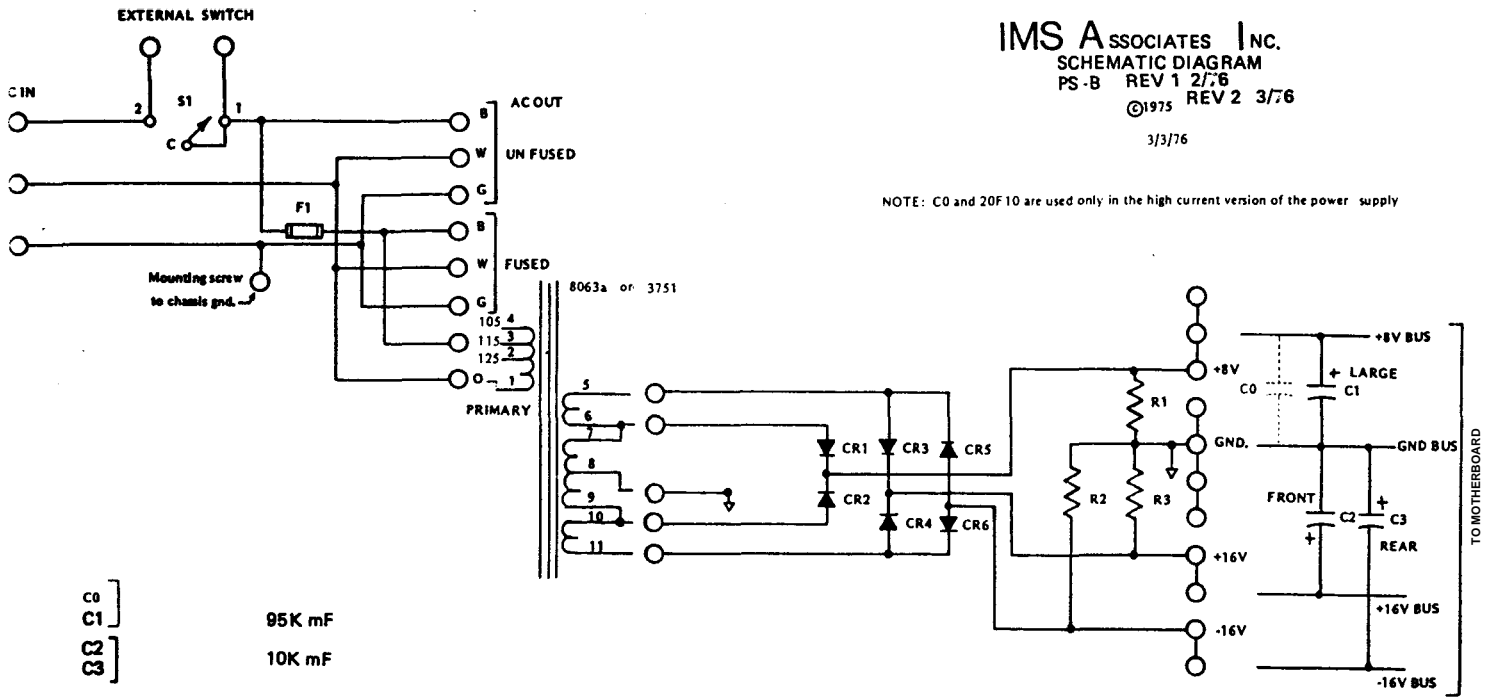 EXTERNAL SWITCH
IMS ASSOCIATES INC.
SCHEMATIC DIAGRAM
PS-B REV 1 2/76
REV 2 3/76
©1975
3/3/76
NOTE: C0 and 20F10 are used only in the high current version of the power supply
C IN
2
S1
1
C
AC OUT
B
W
UN FUSED
G
F1
B
W
FUSED
G
Mounting screw
to chassis gnd.
8063a or 3751
105 4
115 3
125 2
O
1
PRIMARY
5
6
7
8
9
10
11
CR1
CR3
CR5
CR2
CR4
CR6
+8V
R1
GND.
R2
R3
+16V
-16V
+8V BUS
C0
+ LARGE
C1
GND BUS
FRONT
+
C2
C3
+
REAR
+16V BUS
-16V BUS
TO MOTHERBOARD
C0
C1
95K mF
C2
C3
10K mF